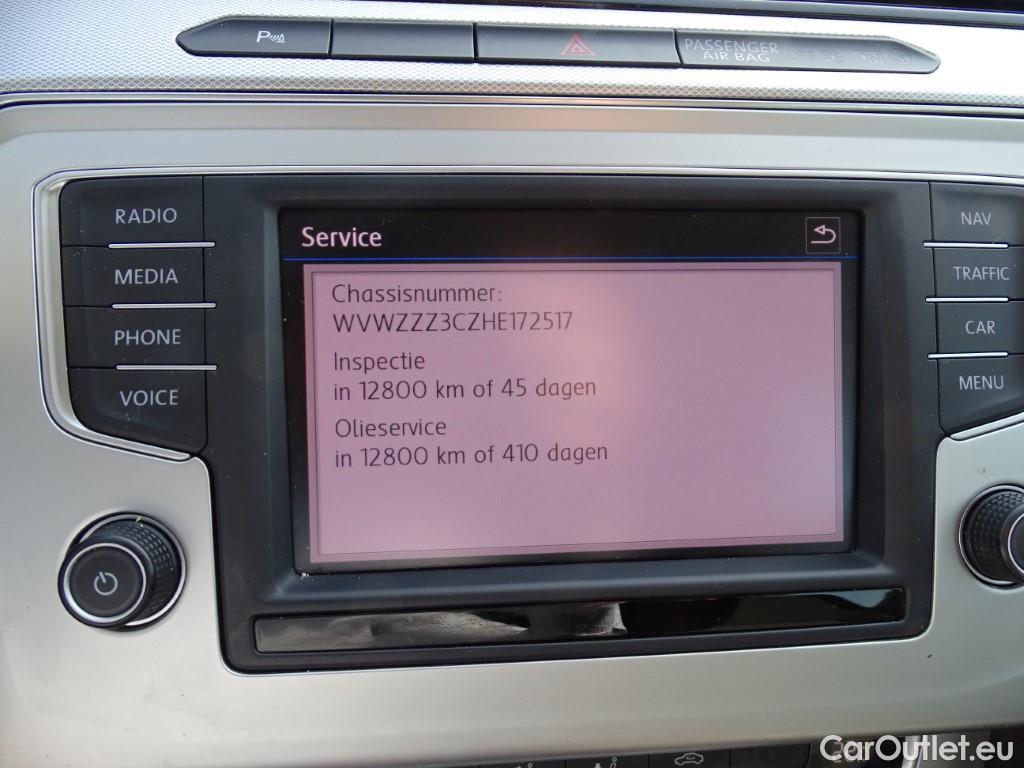 P
PASSENGER
AIR BAG
ON
RADIO
MEDIA
PHONE
VOICE
Service
Chassisnummer:
WVWZZZ3CZHE172517
Inspectie
in 12800 km of 45 dagen
Olieservice
in 12800 km of 410 dagen
NAV
TRAFFIC
CAR
MENU
CarOutlet.eu